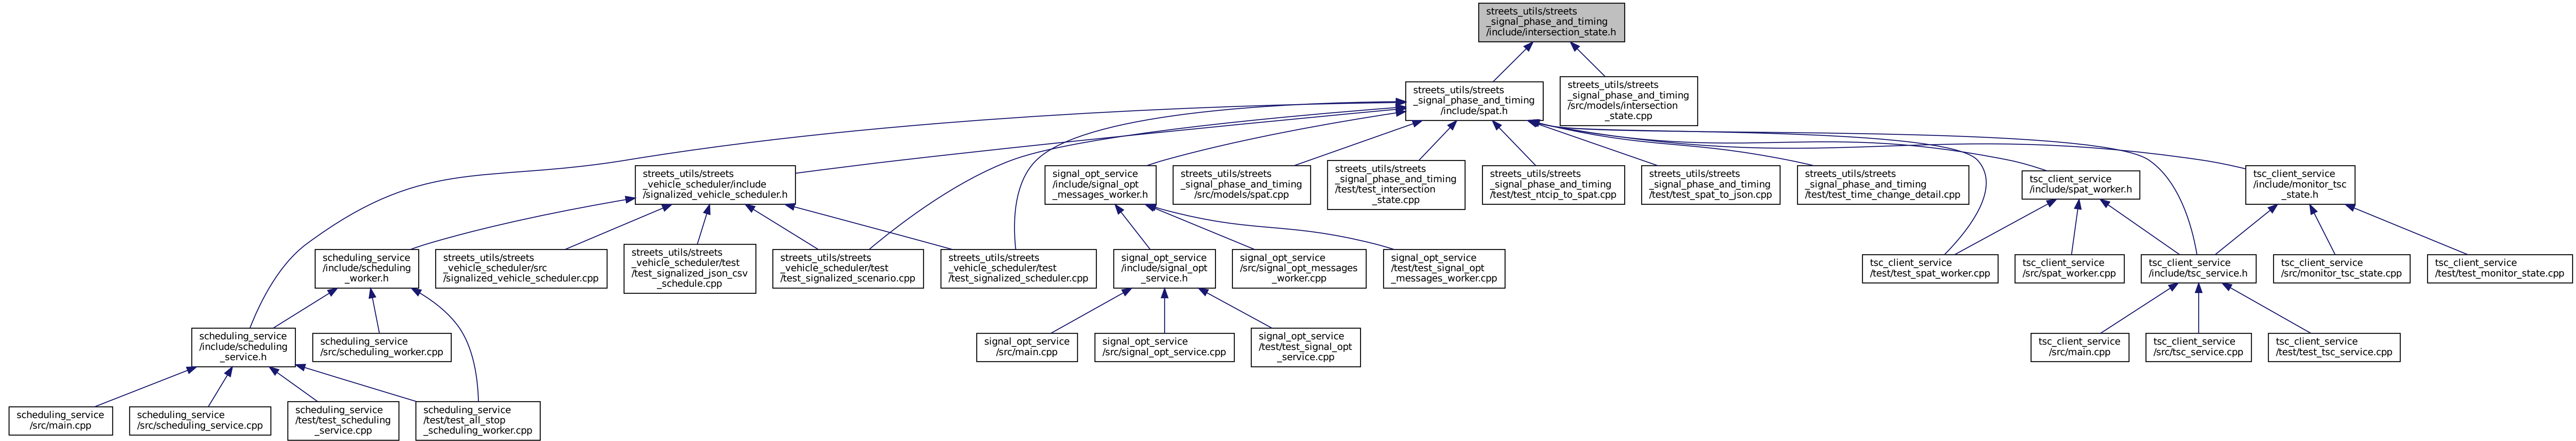 streets_utils/streets
_signal_phase_and_timing
/include/intersection_state.h
streets_utils/streets
_signal_phase_and_timing
/include/spat.h
streets_utils/streets
_signal_phase_and_timing
/src/models/intersection
_state.cpp
streets_utils/streets
_vehicle_scheduler/include
/signalized_vehicle_scheduler.h
signal_opt_service
/include/signal_opt
_messages_worker.h
streets_utils/streets
_signal_phase_and_timing
/src/models/spat.cpp
streets_utils/streets
_signal_phase_and_timing
/test/test_intersection
_state.cpp
streets_utils/streets
_signal_phase_and_timing
/test/test_ntcip_to_spat.cpp
streets_utils/streets
_signal_phase_and_timing
/test/test_spat_to_json.cpp
streets_utils/streets
_signal_phase_and_timing
/test/test_time_change_detail.cpp
tsc_client_service
/include/spat_worker.h
tsc_client_service
/include/monitor_tsc
_state.h
scheduling_service
/include/scheduling
_worker.h
streets_utils/streets
_vehicle_scheduler/src
/signalized_vehicle_scheduler.cpp
streets_utils/streets
_vehicle_scheduler/test
/test_signalized_json_csv
_schedule.cpp
streets_utils/streets
_vehicle_scheduler/test
/test_signalized_scenario.cpp
streets_utils/streets
_vehicle_scheduler/test
/test_signalized_scheduler.cpp
signal_opt_service
/include/signal_opt
_service.h
signal_opt_service
/src/signal_opt_messages
_worker.cpp
signal_opt_service
/test/test_signal_opt
_messages_worker.cpp
tsc_client_service
/test/test_spat_worker.cpp
tsc_client_service
/src/spat_worker.cpp
tsc_client_service
/include/tsc_service.h
tsc_client_service
/src/monitor_tsc_state.cpp
tsc_client_service
/test/test_monitor_state.cpp
scheduling_service
/include/scheduling
_service.h
scheduling_service
/src/scheduling_worker.cpp
signal_opt_service
/src/main.cpp
signal_opt_service
/src/signal_opt_service.cpp
signal_opt_service
/test/test_signal_opt
_service.cpp
tsc_client_service
/src/main.cpp
tsc_client_service
/src/tsc_service.cpp
tsc_client_service
/test/test_tsc_service.cpp
scheduling_service
/src/main.cpp
scheduling_service
/src/scheduling_service.cpp
scheduling_service
/test/test_scheduling
_service.cpp
scheduling_service
/test/test_all_stop
_scheduling_worker.cpp